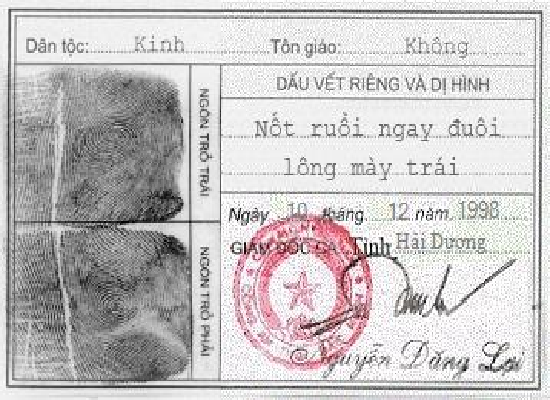 Dân tộc: Kinh Tôn giáo: Không
NGÓN TRỎ TRÁI
NGÓN TRỎ PHẢI
DẤU VẾT RIÊNG VÀ DỊ HÌNH
Nốt ruồi ngay đuôi
lông mày trái
Ngày 10 tháng 12 năm 1998
GIÁM ĐỐC CA Tỉnh Hải Dương
Nguyễn Đăng Lợi